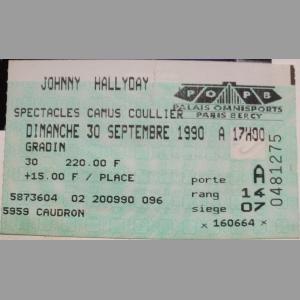 JOHNNY HALLYDAY
POPB
PALAIS OMNISPORTS
PARIS BERCY
SPECTACLES CAMUS COULLIER
DIMANCHE 30 SEPTEMBRE 1990 A 17H00
GRADIN
30 220.00 F
+15.00 F / PLACE
porte A
rang 14
siege 07
5873604 02 200990 096
5959 CAUDRON
x 160664 x
0481275